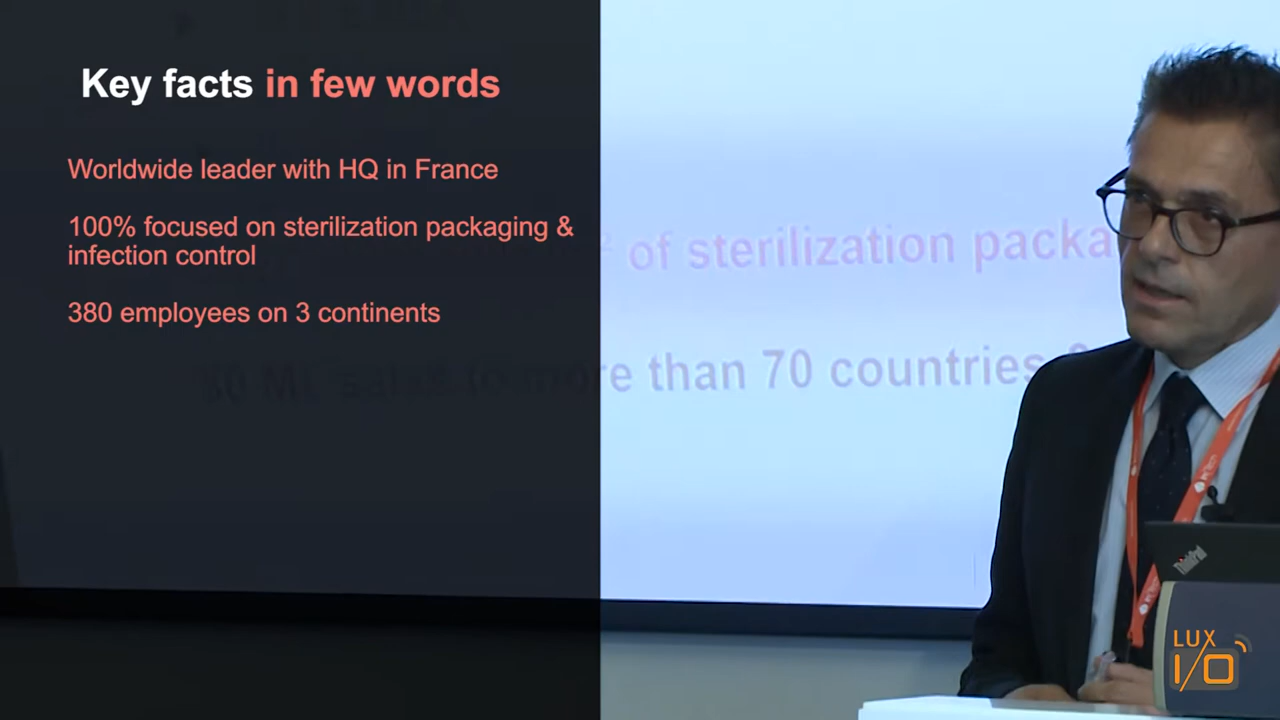 Key facts in few words
Worldwide leader with HQ in France
100% focused on sterilization packaging &
infection control
380 employees on 3 continents
of sterilization packa
more than 70 countries &
ThinkPad
LUX
I/O